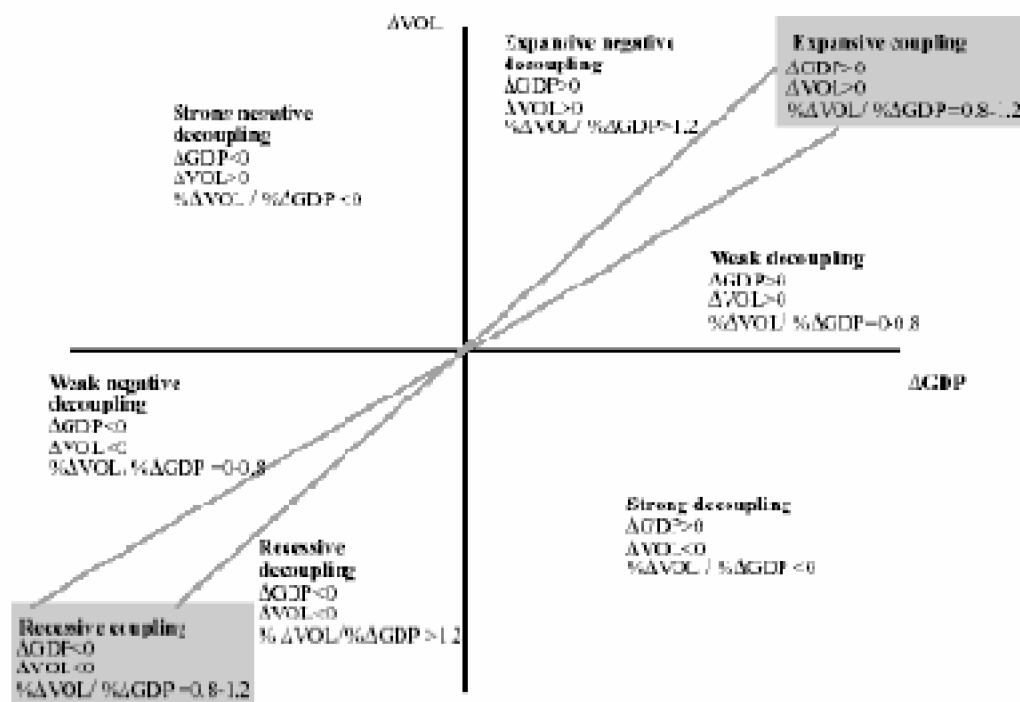 ΔVOL
Expansive negative
decoupling
ΔGDP>0
ΔVOL>0
%ΔVOL/ %ΔGDP>1.2
Expansive coupling
ΔGDP>0
ΔVOL>0
%ΔVOL/ %ΔGDP=0.8-1.2
Strong negative
decoupling
ΔGDP<0
ΔVOL>0
%ΔVOL / %ΔGDP <0
Weak decoupling
ΔGDP>0
ΔVOL>0
%ΔVOL/ %ΔGDP=0-0.8
ΔGDP
Weak negative
decoupling
ΔGDP<0
ΔVOL<0
%ΔVOL/ %ΔGDP =0-0.8
Strong decoupling
ΔGDP>0
ΔVOL<0
%ΔVOL / %ΔGDP <0
Recessive
decoupling
ΔGDP<0
ΔVOL<0
% ΔVOL/%ΔGDP >1.2
Recessive coupling
ΔGDP<0
ΔVOL<0
%ΔVOL/ %ΔGDP =0.8-1.2